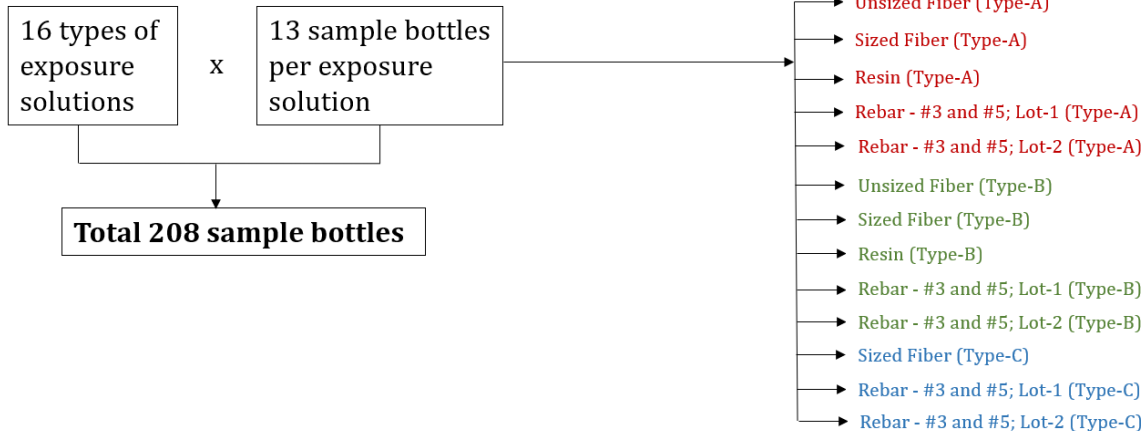 16 types of
exposure
solutions
x
13 sample bottles
per exposure
solution
Total 208 sample bottles
Unsized Fiber (Type-A)
Sized Fiber (Type-A)
Resin (Type-A)
Rebar - #3 and #5; Lot-1 (Type-A)
Rebar - #3 and #5; Lot-2 (Type-A)
Unsized Fiber (Type-B)
Sized Fiber (Type-B)
Resin (Type-B)
Rebar - #3 and #5; Lot-1 (Type-B)
Rebar - #3 and #5; Lot-2 (Type-B)
Sized Fiber (Type-C)
Rebar - #3 and #5; Lot-1 (Type-C)
Rebar - #3 and #5; Lot-2 (Type-C)